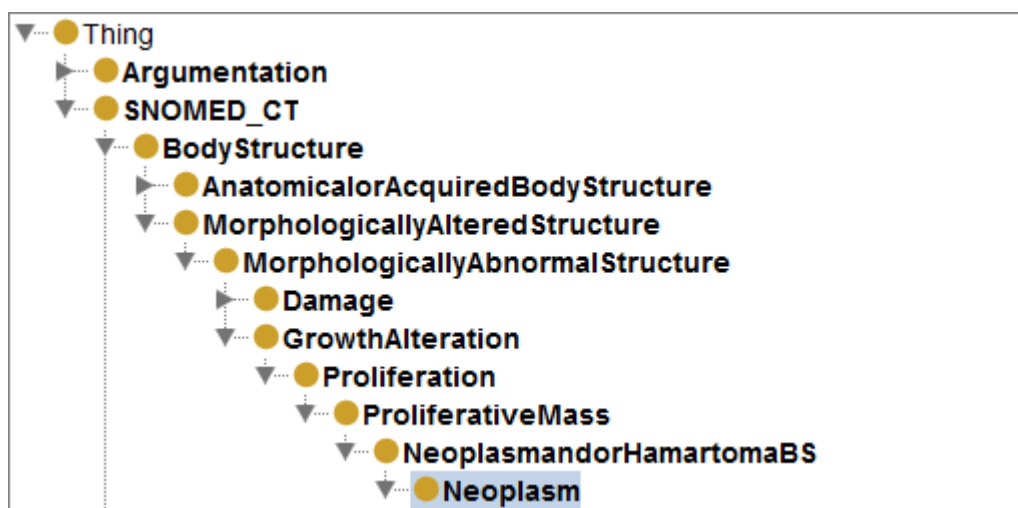 Thing
Argumentation
SNOMED_CT
BodyStructure
AnatomicalorAcquiredBodyStructure
MorphologicallyAlteredStructure
MorphologicallyAbnormalStructure
Damage
GrowthAlteration
Proliferation
ProliferativeMass
NeoplasmandorHamartomaBS
Neoplasm